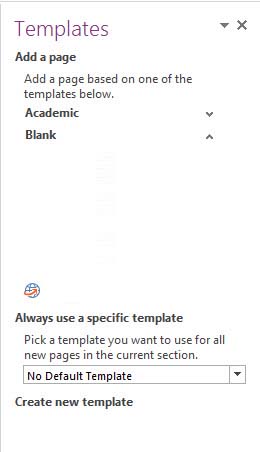 Templates
Add a page
Add a page based on one of the
templates below.
Academic
Blank
Always use a specific template
Pick a template you want to use for all
new pages in the current section.
No Default Template
Create new template